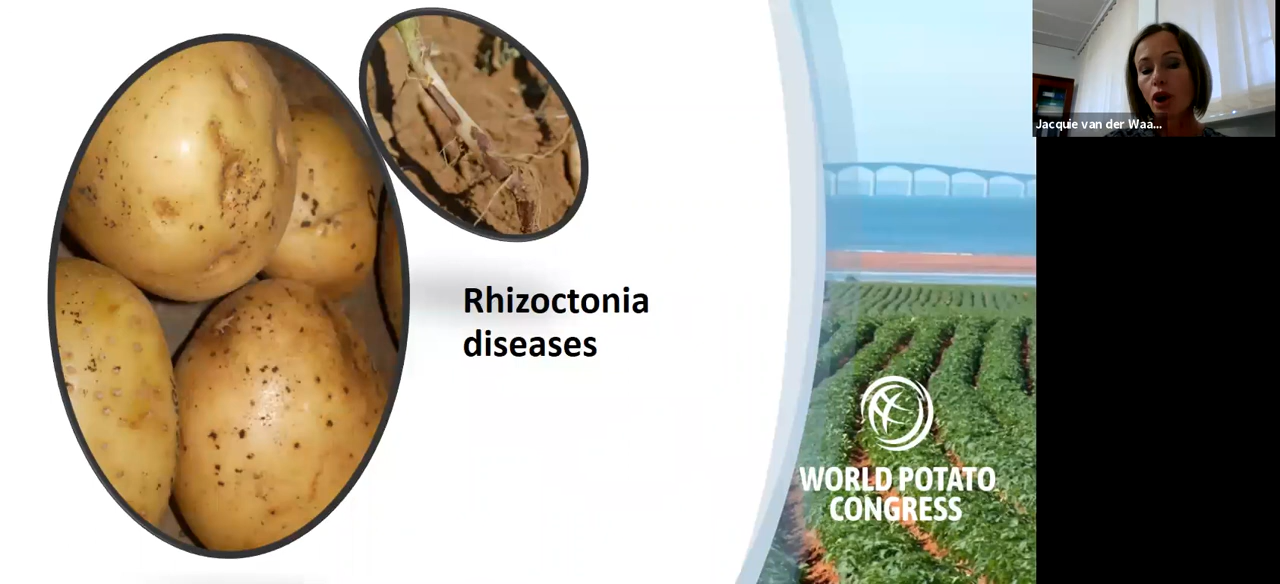 Jacquie van der Waa...
Rhizoctonia
diseases
WORLD POTATO
CONGRESS